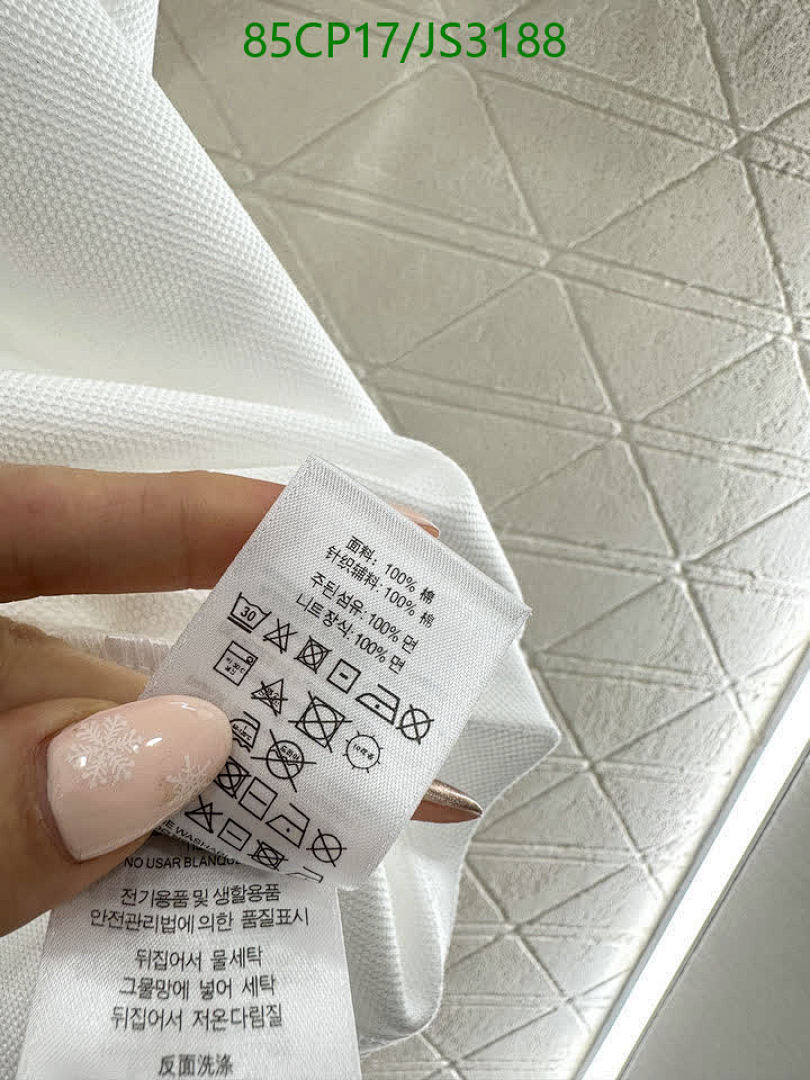 85CP17/JS3188
面料: 100% 棉
针织辅料: 100% 棉
주된 섬유: 100% 면
니트 장식: 100% 면
30
NO USAR
전기용품 및 생활용품
안전관리법에 의한 품질표시
뒤집어서 물세탁
그물망에 넣어 세탁
뒤집어서 저온다림질
反面洗涤